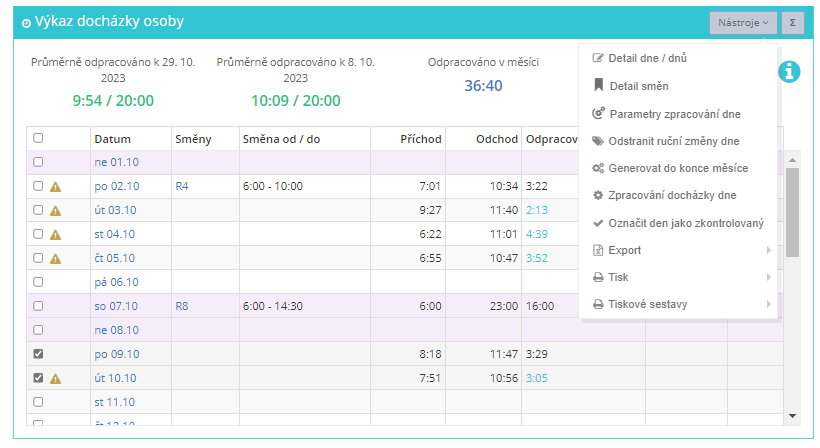 Výkaz docházky osoby
Nástroje
Σ
Průměrně odpracováno k 29. 10.
2023
9:54 / 20:00
Průměrně odpracováno k 8. 10.
2023
10:09 / 20:00
Odpracováno v měsíci
36:40
Detail dne / dnů
Detail směn
Parametry zpracování dne
Odstranit ruční změny dne
Generovat do konce měsíce
Zpracování docházky dne
Označit den jako zkontrolovaný
Export
Tisk
Tiskové sestavy
Datum Směny Směna od / do Příchod Odchod Odpracov
ne 01.10
po 02.10 R4 6:00 - 10:00 7:01 10:34 3:22
út 03.10 9:27 11:40 2:13
st 04.10 6:22 11:01 4:39
čt 05.10 6:55 10:47 3:52
pá 06.10
so 07.10 R8 6:00 - 14:30 6:00 23:00 16:00
ne 08.10
po 09.10 8:18 11:47 3:29
út 10.10 7:51 10:56 3:05
st 11.10